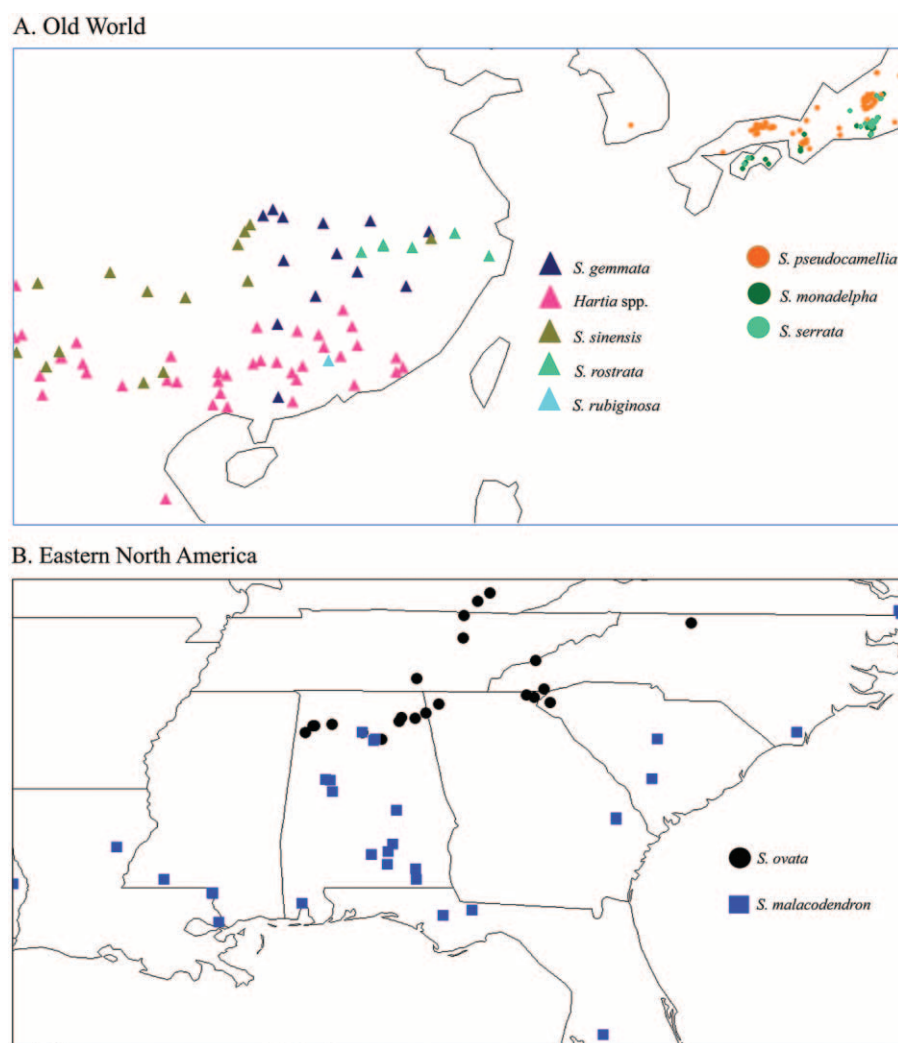 A. Old World
S. gemmata
Hartia spp.
S. sinensis
S. rostrata
S. rubiginosa
S. pseudocamellia
S. monadelpha
S. serrata
B. Eastern North America
S. ovata
S. malacodendron